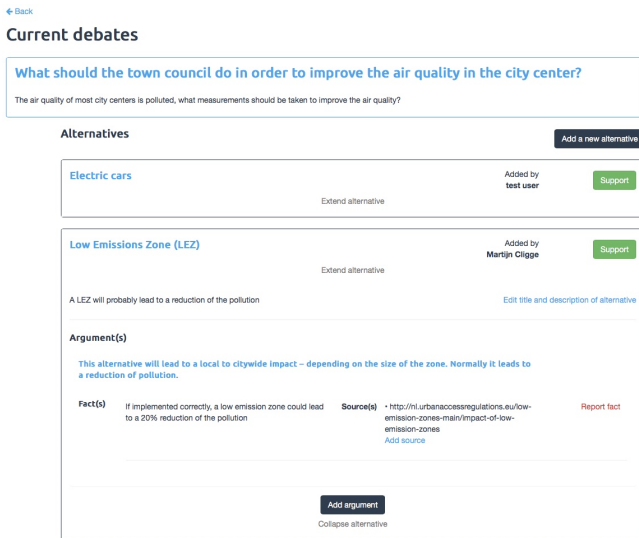 ← Back
Current debates
What should the town council do in order to improve the air quality in the city center?
The air quality of most city centers is polluted, what measurements should be taken to improve the air quality?
Alternatives
Add a new alternative
Electric cars
Added by
test user
Support
Extend alternative
Low Emissions Zone (LEZ)
Added by
Martijn Cligge
Support
Extend alternative
A LEZ will probably lead to a reduction of the pollution
Edit title and description of alternative
Argument(s)
This alternative will lead to a local to citywide impact – depending on the size of the zone. Normally it leads to
a reduction of pollution.
Fact(s)
If implemented correctly, a low emission zone could lead
to a 20% reduction of the pollution
Source(s)
• http://nl.urbanaccessregulations.eu/low-
emission-zones-main/impact-of-low-
emission-zones
Add source
Report fact
Add argument
Collapse alternative